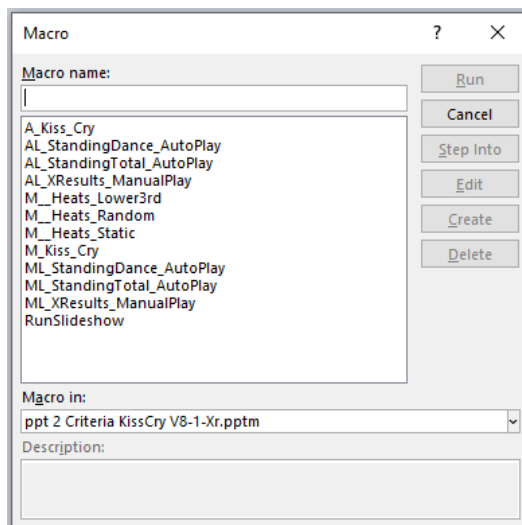 Macro
?
Macro name:
Run
Cancel
A_Kiss_Cry
AL_StandingDance_AutoPlay
AL_StandingTotal_AutoPlay
AL_XResults_ManualPlay
M__Heats_Lower3rd
M__Heats_Random
M__Heats_Static
M_Kiss_Cry
ML_StandingDance_AutoPlay
ML_StandingTotal_AutoPlay
ML_XResults_ManualPlay
RunSlideshow
Step Into
Edit
Create
Delete
Macro in:
ppt 2 Criteria KissCry V8-1-Xr.pptm
Description: